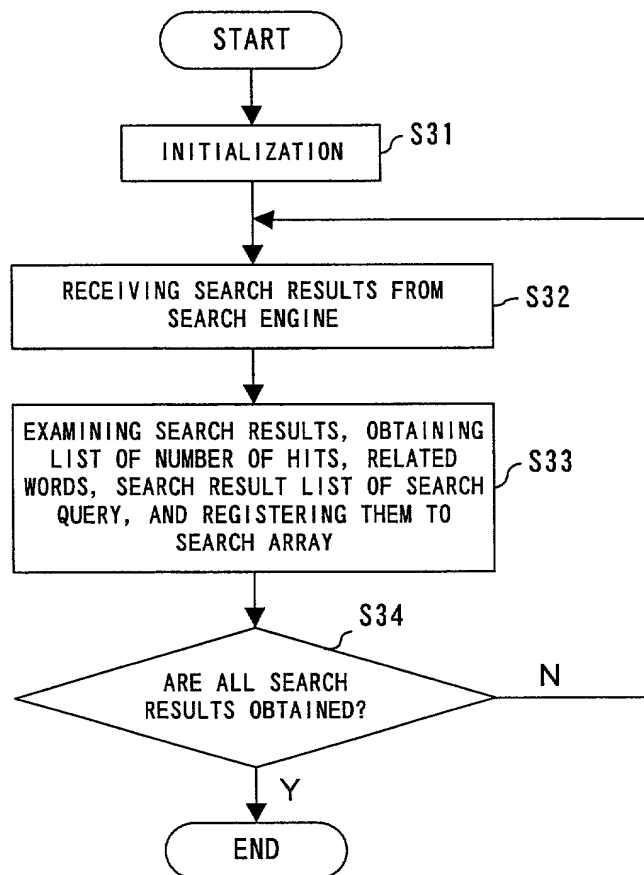 START
INITIALIZATION
S31
RECEIVING SEARCH RESULTS FROM
SEARCH ENGINE
S32
EXAMINING SEARCH RESULTS, OBTAINING
LIST OF NUMBER OF HITS, RELATED
WORDS, SEARCH RESULT LIST OF SEARCH
QUERY, AND REGISTERING THEM TO
SEARCH ARRAY
S33
S34
ARE ALL SEARCH
RESULTS OBTAINED?
N
Y
END